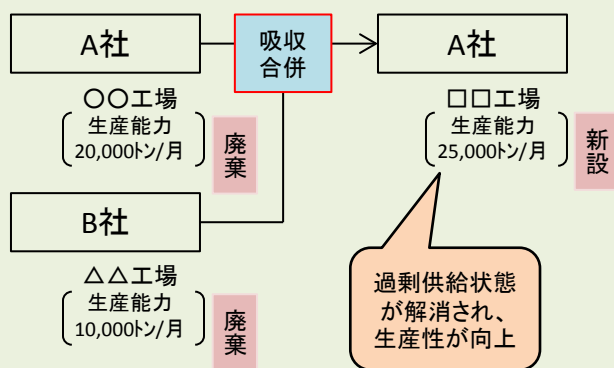 A社
吸収
合併
A社
〇〇工場
生産能力
20,000トン/月
廃棄
□□工場
生産能力
25,000トン/月
新設
B社
△△工場
生産能力
10,000トン/月
廃棄
過剰供給状態
が解消され、
生産性が向上